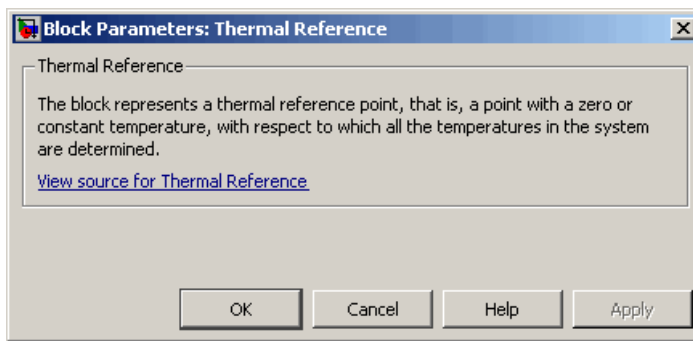 Block Parameters: Thermal Reference
Thermal Reference
The block represents a thermal reference point, that is, a point with a zero or
constant temperature, with respect to which all the temperatures in the system
are determined.
View source for Thermal Reference
OK Cancel Help Apply